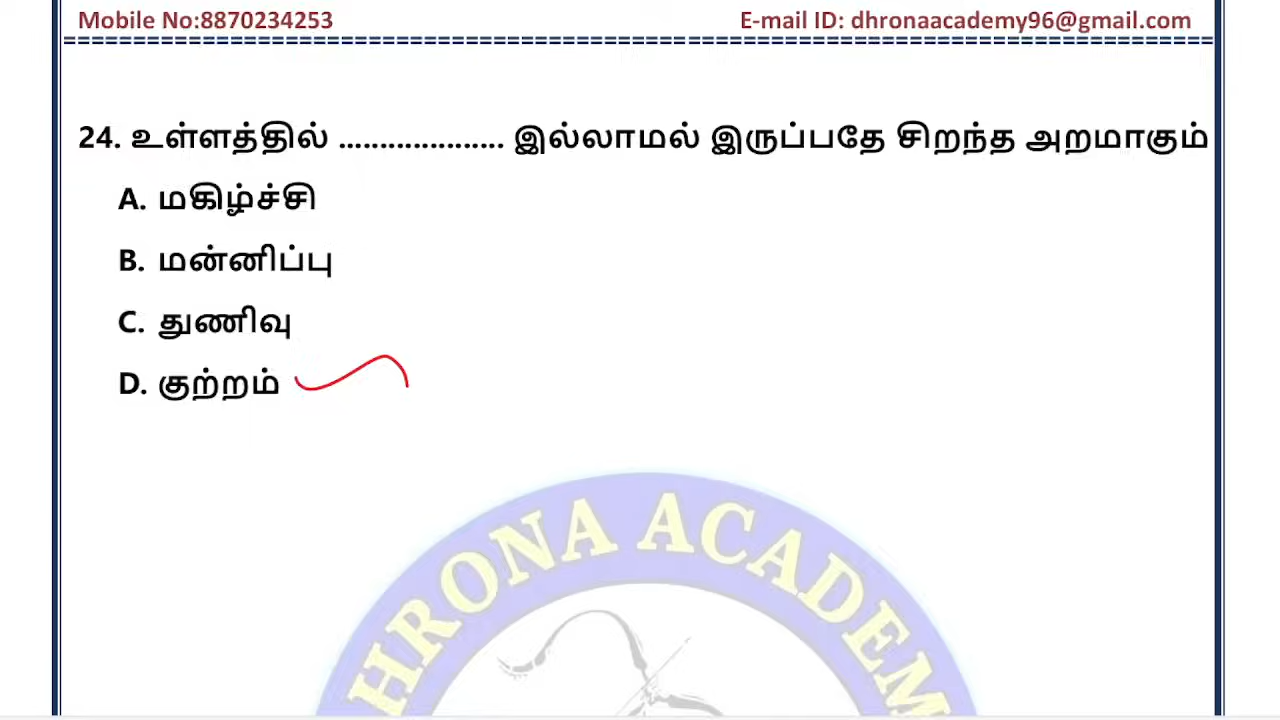 Mobile No:8870234253 E-mail ID: dhronaacademy96@gmail.com
24. உள்ளத்தில் .................... இல்லாமல் இருப்பதே சிறந்த அறமாகும்
A. மகிழ்ச்சி
B. மன்னிப்பு
C. துணிவு
D. குற்றம்
HRONA ACADEM